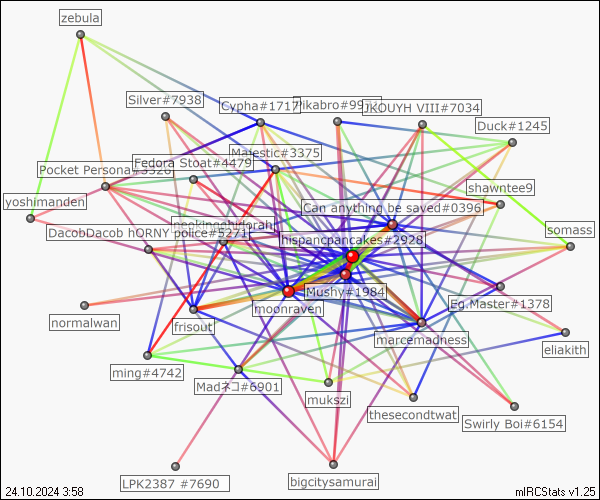 zebula
Silver#7938
Cypha#1717
Pikabro#99
JKOUYH VIII#7034
Duck#1245
Majestic#3375
Fedora Stoat#4479
Pocket Persona#3326
shawntee9
yoshimanden
Can anything be saved#0396
somass
DacobDacob hORNY police#5271
hispancpancakes#2928
Mushy#1984
Eg.Master#1378
moonraven
normalwan
frisout
marcemadness
eliakith
ming#4742
Madネコ#6901
mukszi
thesecondtwat
Swirly Boi#6154
LPK2387 #7690
bigcitysamurai
24.10.2024 3:58
mIRCStats v1.25